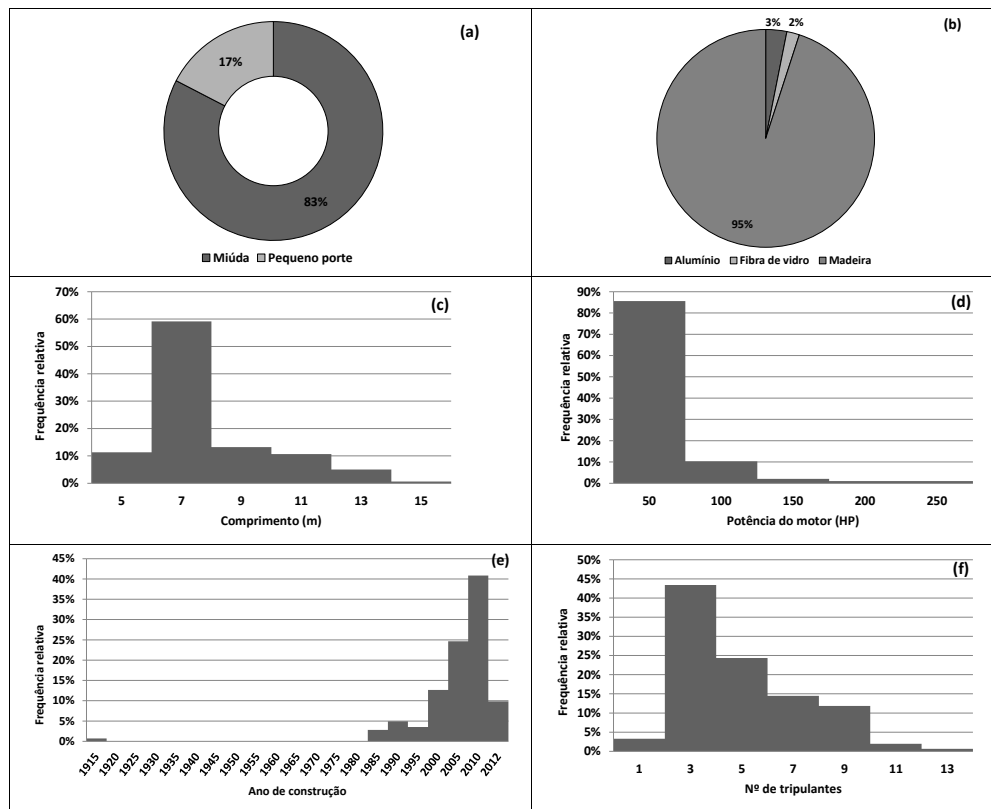 (a)
17%
83%
Miúda Pequeno porte
(b)
3% 2%
95%
Alumínio Fibra de vidro Madeira
(c)
Frequência relativa
70%
60%
50%
40%
30%
20%
10%
0%
5 7 9 11 13 15
Comprimento (m)
(d)
Frequência relativa
90%
80%
70%
60%
50%
40%
30%
20%
10%
0%
50 100 150 200 250
Potência do motor (HP)
(e)
Frequência relativa
45%
40%
35%
30%
25%
20%
15%
10%
5%
0%
1915 1920 1925 1930 1935 1940 1945 1950 1955 1960 1965 1970 1975 1980 1985 1990 1995 2000 2005 2010 2012
Ano de construção
(f)
Frequência relativa
50%
45%
40%
35%
30%
25%
20%
15%
10%
5%
0%
1 3 5 7 9 11 13
Nº de tripulantes